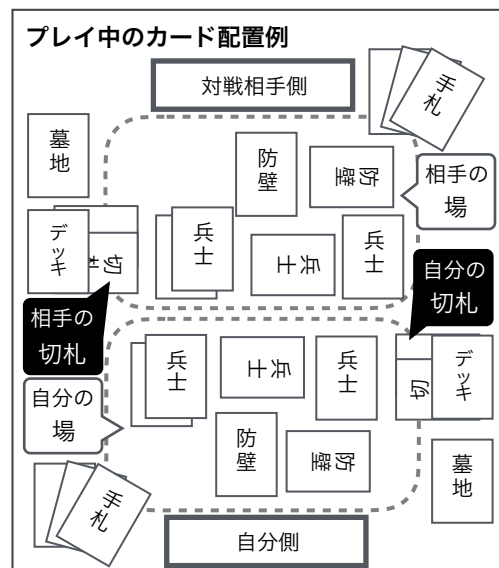 プレイ中のカード配置例
対戦相手側
手札
墓地
防壁
防壁
相手の
場
デッキ
切札
兵士
兵士
兵士
自分の
切札
相手の
切札
兵士
兵士
兵士
切
デッキ
自分の
場
防壁
防壁
墓地
手札
自分側